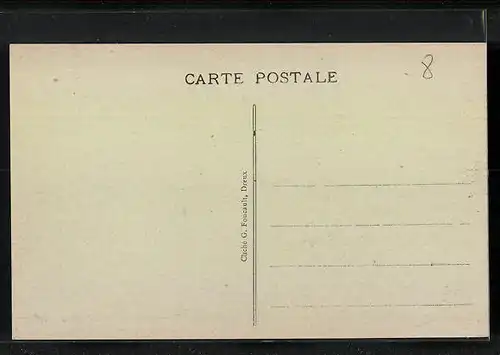 CARTE POSTALE
8
Cliché G. Foucault, Dreux